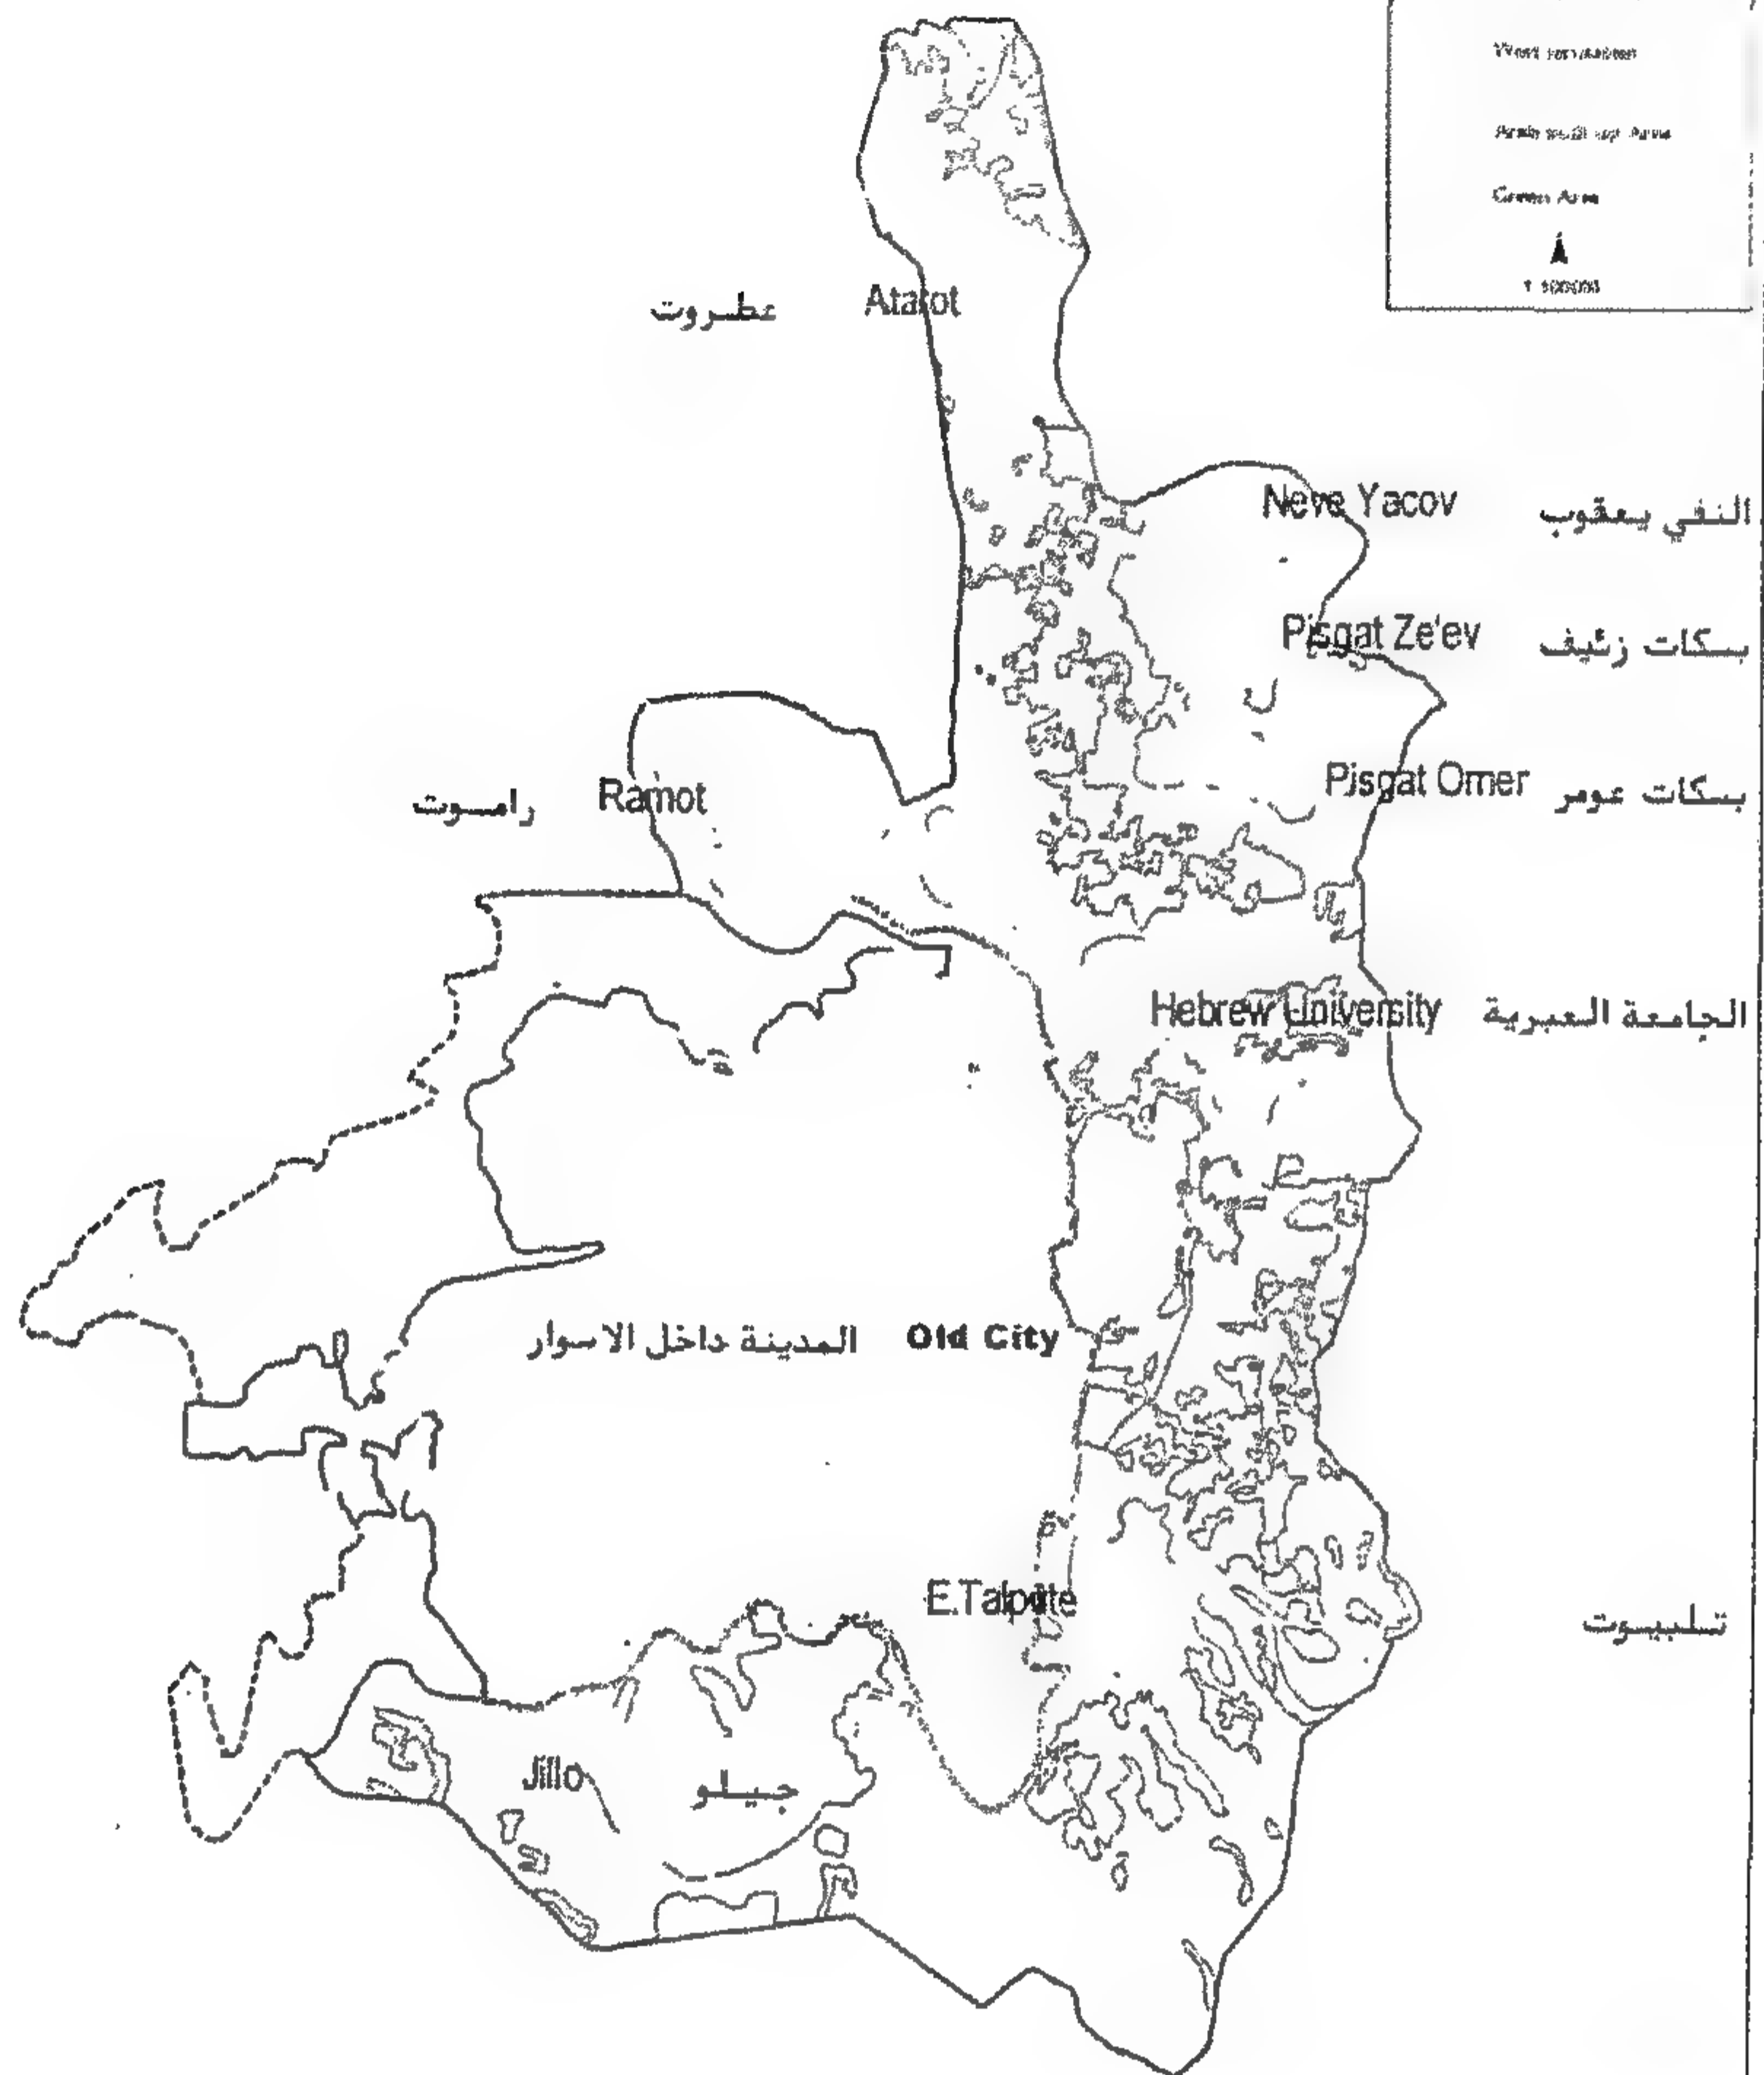 Green Area
عطروت Atarot
Neve Yacov النفي يعقوب
Pisgat Ze'ev بسكات زئيف
راموت Ramot
Pisgat Omer بسكات عومر
Hebrew University الجامعة العبرية
المدينة داخل الاسوار Old City
E.Talpote
تلبيوت
Jillo جيلو